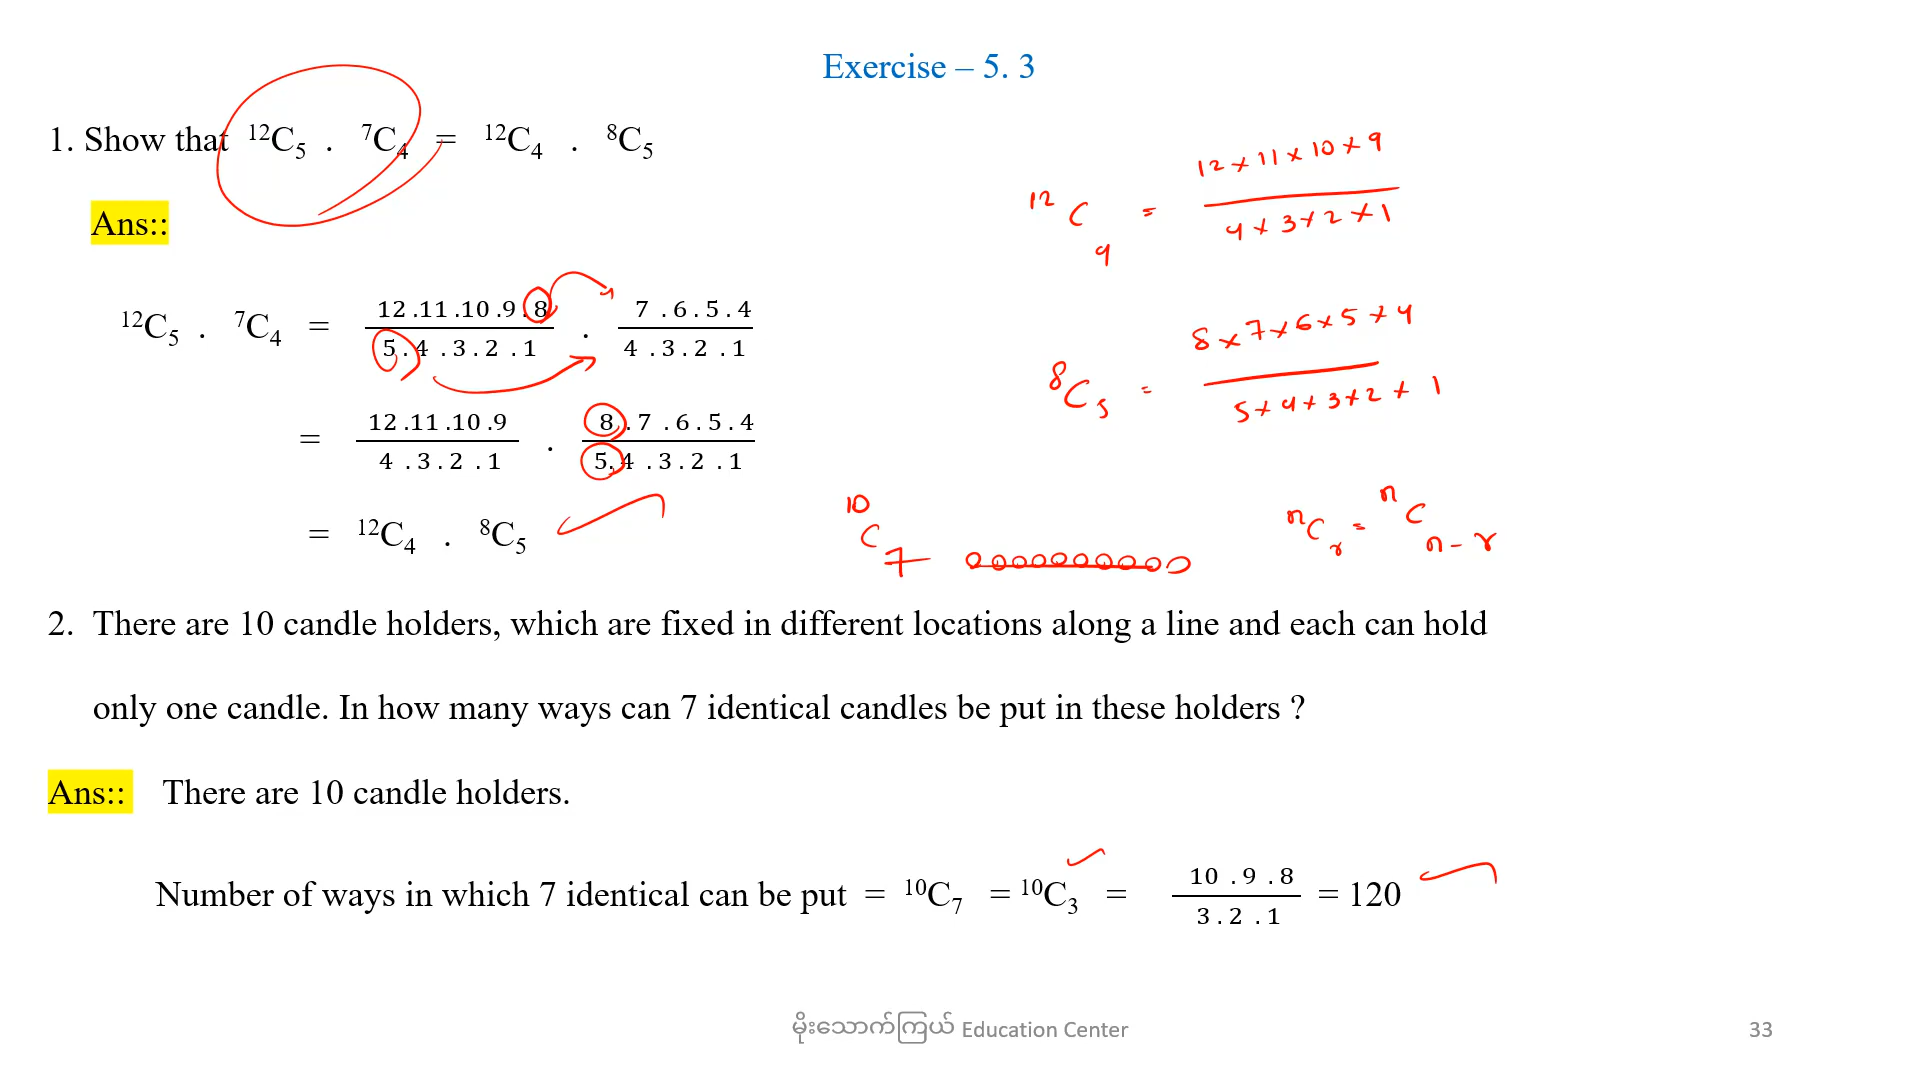 Exercise – 5. 3
1. Show that ¹²C₅ . ⁷C₄ = ¹²C₄ . ⁸C₅
12 × 11 × 10 × 9
¹²C₄ =
4 × 3 × 2 × 1
Ans::
12 .11 .10 .9 .8 7 . 6 . 5 . 4
¹²C₅ . ⁷C₄ = .
5 . 4 . 3 . 2 . 1 4 . 3 . 2 . 1
8 × 7 × 6 × 5 × 4
⁸C₅ =
5 × 4 × 3 × 2 × 1
12 .11 .10 .9 8 . 7 . 6 . 5 . 4
= .
4 . 3 . 2 . 1 5. 4 . 3 . 2 . 1
= ¹²C₄ . ⁸C₅
¹⁰C₇
ⁿCᵣ = ⁿCₙ₋ᵣ
2. There are 10 candle holders, which are fixed in different locations along a line and each can hold
only one candle. In how many ways can 7 identical candles be put in these holders ?
Ans:: There are 10 candle holders.
10 . 9 . 8
Number of ways in which 7 identical can be put = ¹⁰C₇ = ¹⁰C₃ = = 120
3 . 2 . 1
မိုးသောက်ကြယ် Education Center
33